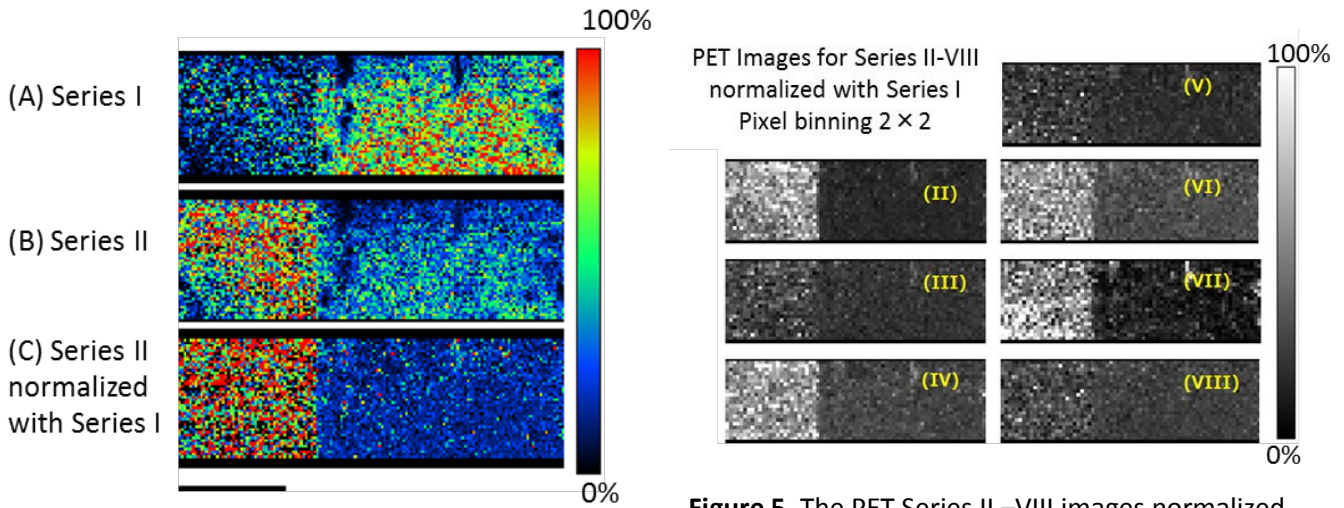 100%
(A) Series I
(B) Series II
(C) Series II
normalized
with Series I
0%
PET Images for Series II-VIII
normalized with Series I
Pixel binning 2 × 2
100%
(V)
(II)
(VI)
(III)
(VII)
(IV)
(VIII)
0%
Figure 5. The PET Series II –VIII images normalized